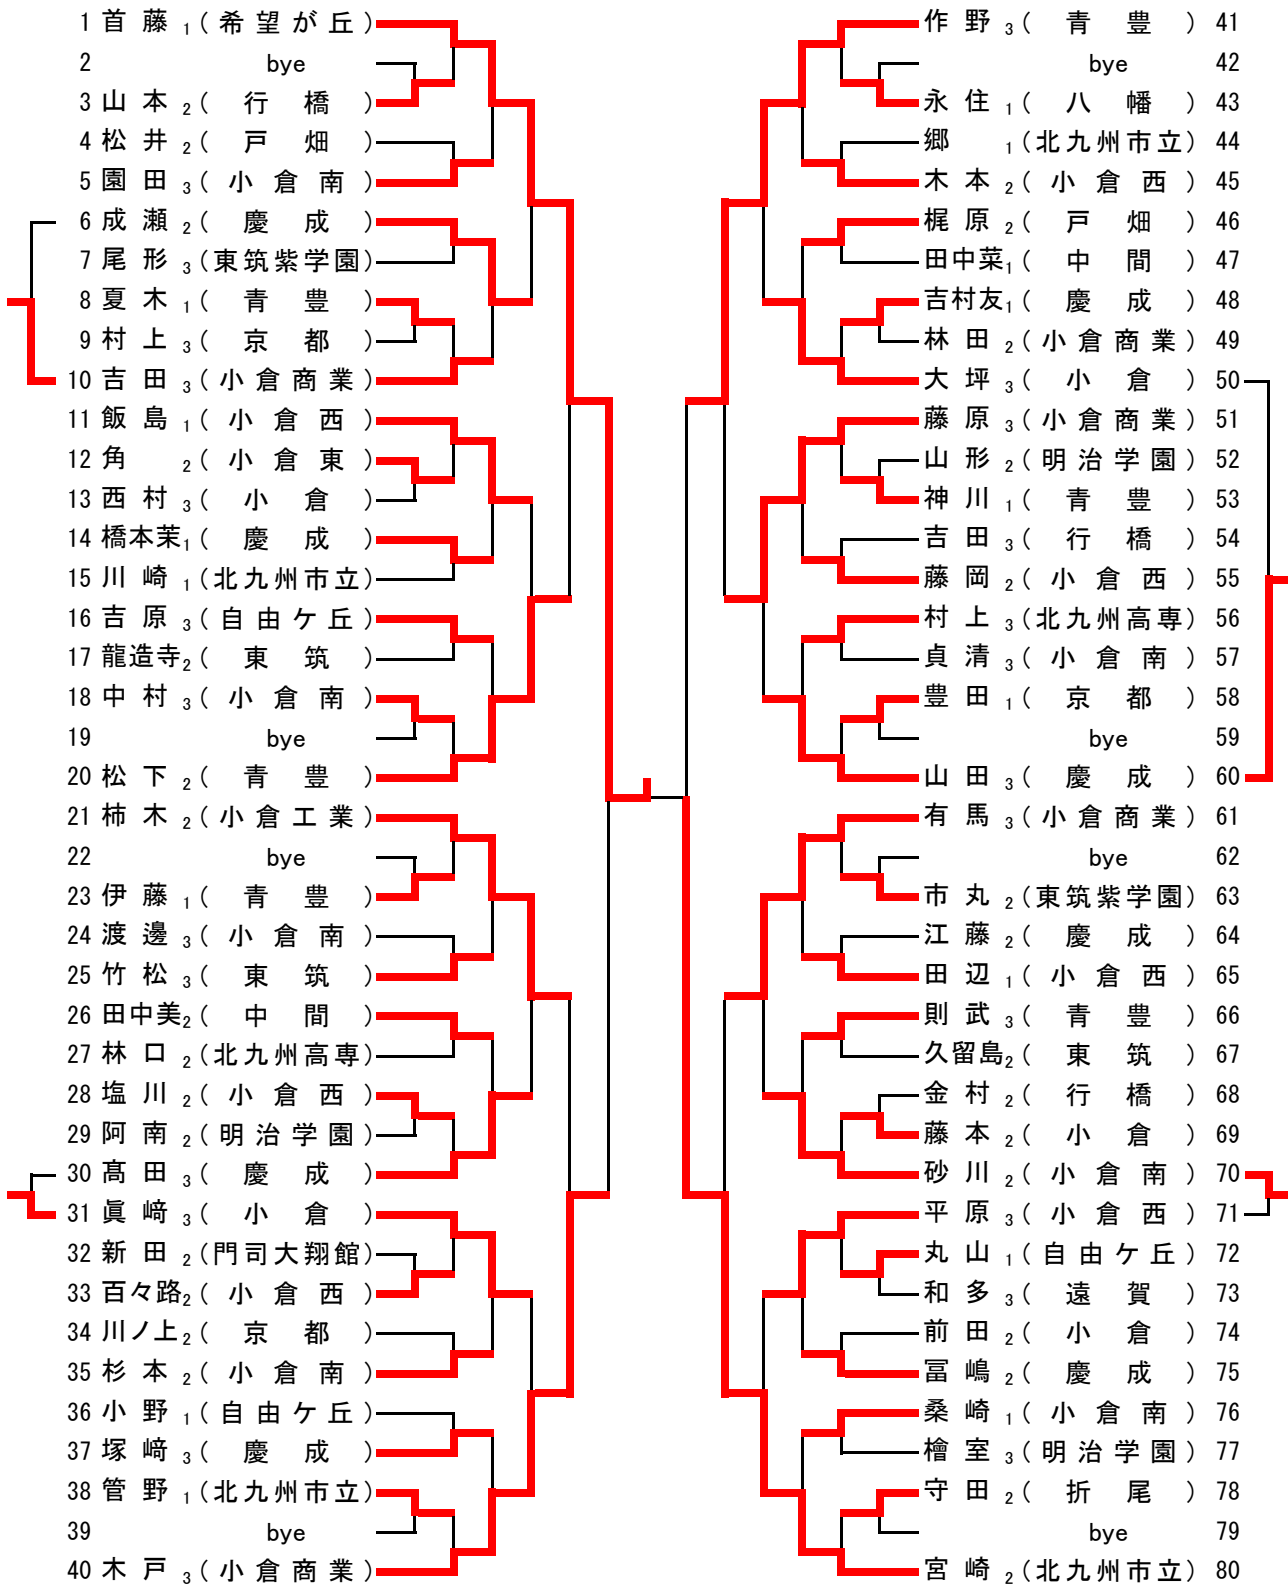 1 首藤 1 (希望が丘)
2 bye
3 山本 2 (行橋)
4 松井 2 (戸畑)
5 園田 3 (小倉南)
6 成瀬 2 (慶成)
7 尾形 3 (東筑紫学園)
8 夏木 1 (青豊)
9 村上 3 (京都)
10 吉田 3 (小倉商業)
11 飯島 1 (小倉西)
12 角 2 (小倉東)
13 西村 3 (小倉)
14 橋本茉 1 (慶成)
15 川崎 1 (北九州市立)
16 吉原 3 (自由ケ丘)
17 龍造寺 2 (東筑)
18 中村 3 (小倉南)
19 bye
20 松下 2 (青豊)
21 柿木 2 (小倉工業)
22 bye
23 伊藤 1 (青豊)
24 渡邊 3 (小倉南)
25 竹松 3 (東筑)
26 田中美 2 (中間)
27 林口 2 (北九州高専)
28 塩川 2 (小倉西)
29 阿南 2 (明治学園)
30 髙田 3 (慶成)
31 眞﨑 3 (小倉)
32 新田 2 (門司大翔館)
33 百々路 2 (小倉西)
34 川ノ上 2 (京都)
35 杉本 2 (小倉南)
36 小野 1 (自由ケ丘)
37 塚﨑 3 (慶成)
38 管野 1 (北九州市立)
39 bye
40 木戸 3 (小倉商業)
作野 3 (青豊) 41
bye 42
永住 1 (八幡) 43
郷 1 (北九州市立) 44
木本 2 (小倉西) 45
梶原 2 (戸畑) 46
田中菜 1 (中間) 47
吉村友 1 (慶成) 48
林田 2 (小倉商業) 49
大坪 3 (小倉) 50
藤原 3 (小倉商業) 51
山形 2 (明治学園) 52
神川 1 (青豊) 53
吉田 3 (行橋) 54
藤岡 2 (小倉西) 55
村上 3 (北九州高専) 56
貞清 3 (小倉南) 57
豊田 1 (京都) 58
bye 59
山田 3 (慶成) 60
有馬 3 (小倉商業) 61
bye 62
市丸 2 (東筑紫学園) 63
江藤 2 (慶成) 64
田辺 1 (小倉西) 65
則武 3 (青豊) 66
久留島 2 (東筑) 67
金村 2 (行橋) 68
藤本 2 (小倉) 69
砂川 2 (小倉南) 70
平原 3 (小倉西) 71
丸山 1 (自由ケ丘) 72
和多 3 (遠賀) 73
前田 2 (小倉) 74
冨嶋 2 (慶成) 75
桑崎 1 (小倉南) 76
檜室 3 (明治学園) 77
守田 2 (折尾) 78
bye 79
宮崎 2 (北九州市立) 80